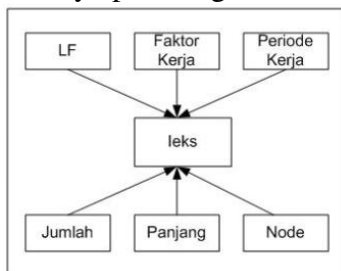 LF
Faktor
Kerja
Periode
Kerja
Ieks
Jumlah
Panjang
Node